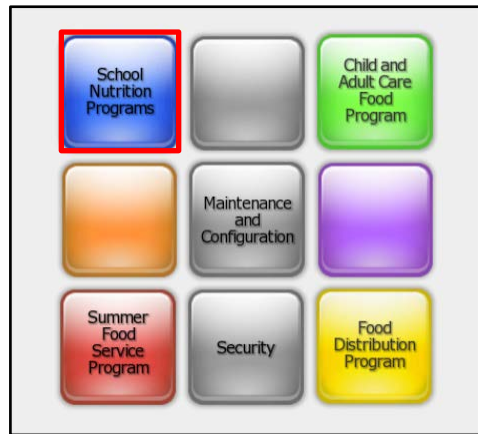 School
Nutrition
Programs
Child and
Adult Care
Food
Program
Maintenance
and
Configuration
Summer
Food
Service
Program
Security
Food
Distribution
Program